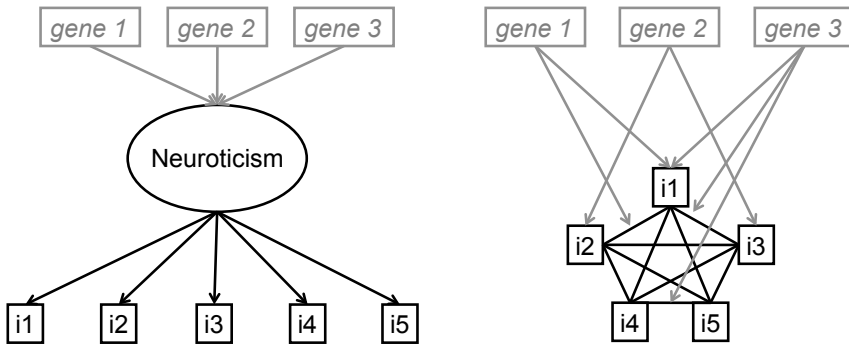 gene 1 gene 2 gene 3
Neuroticism
i1 i2 i3 i4 i5
gene 1 gene 2 gene 3
i1
i2 i3
i4 i5